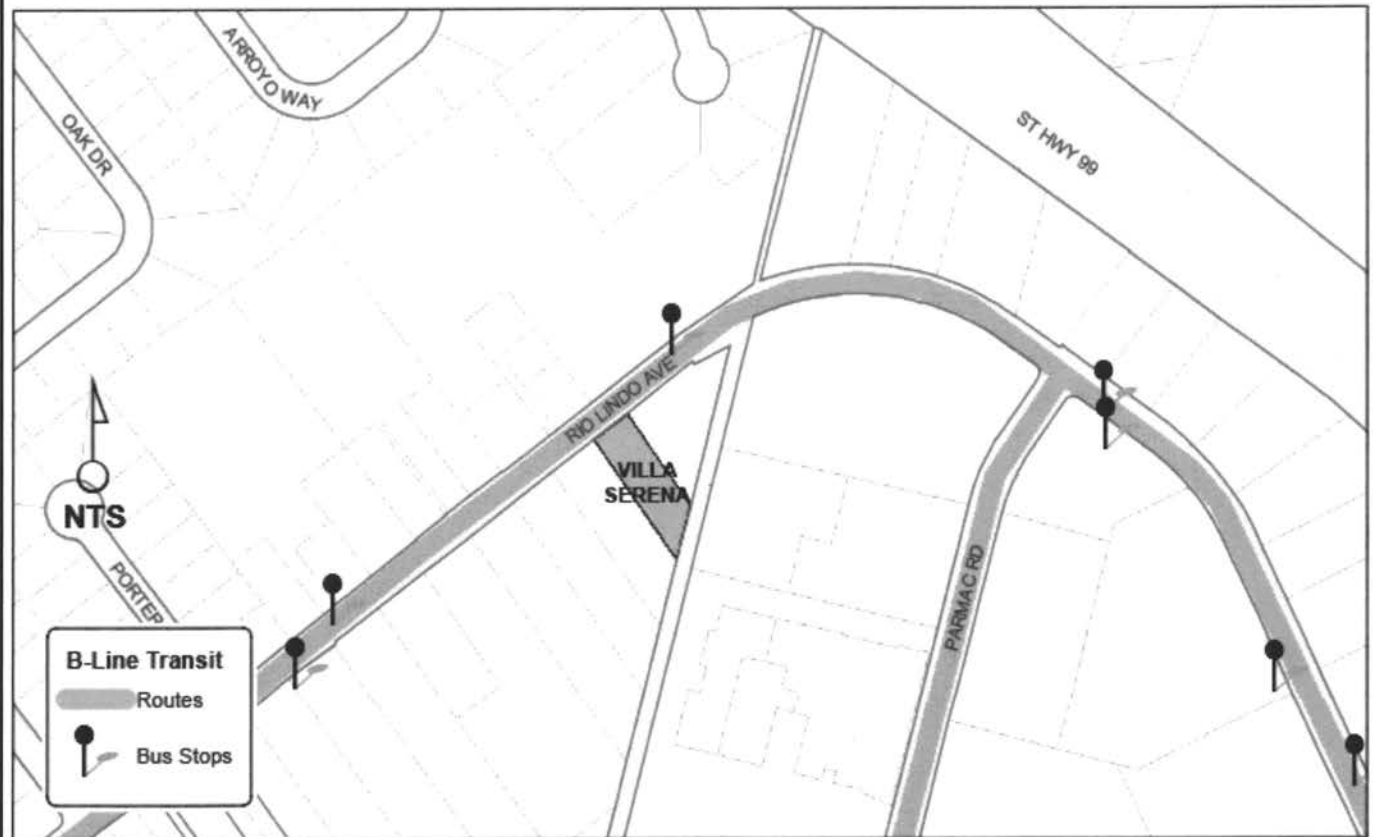 ARROYO WAY
OAK DR
ST HWY 99
RIO LINDO AVE
VILLA
SERENA
NTS
PORTER
PARMAC RD
B-Line Transit
Routes
Bus Stops